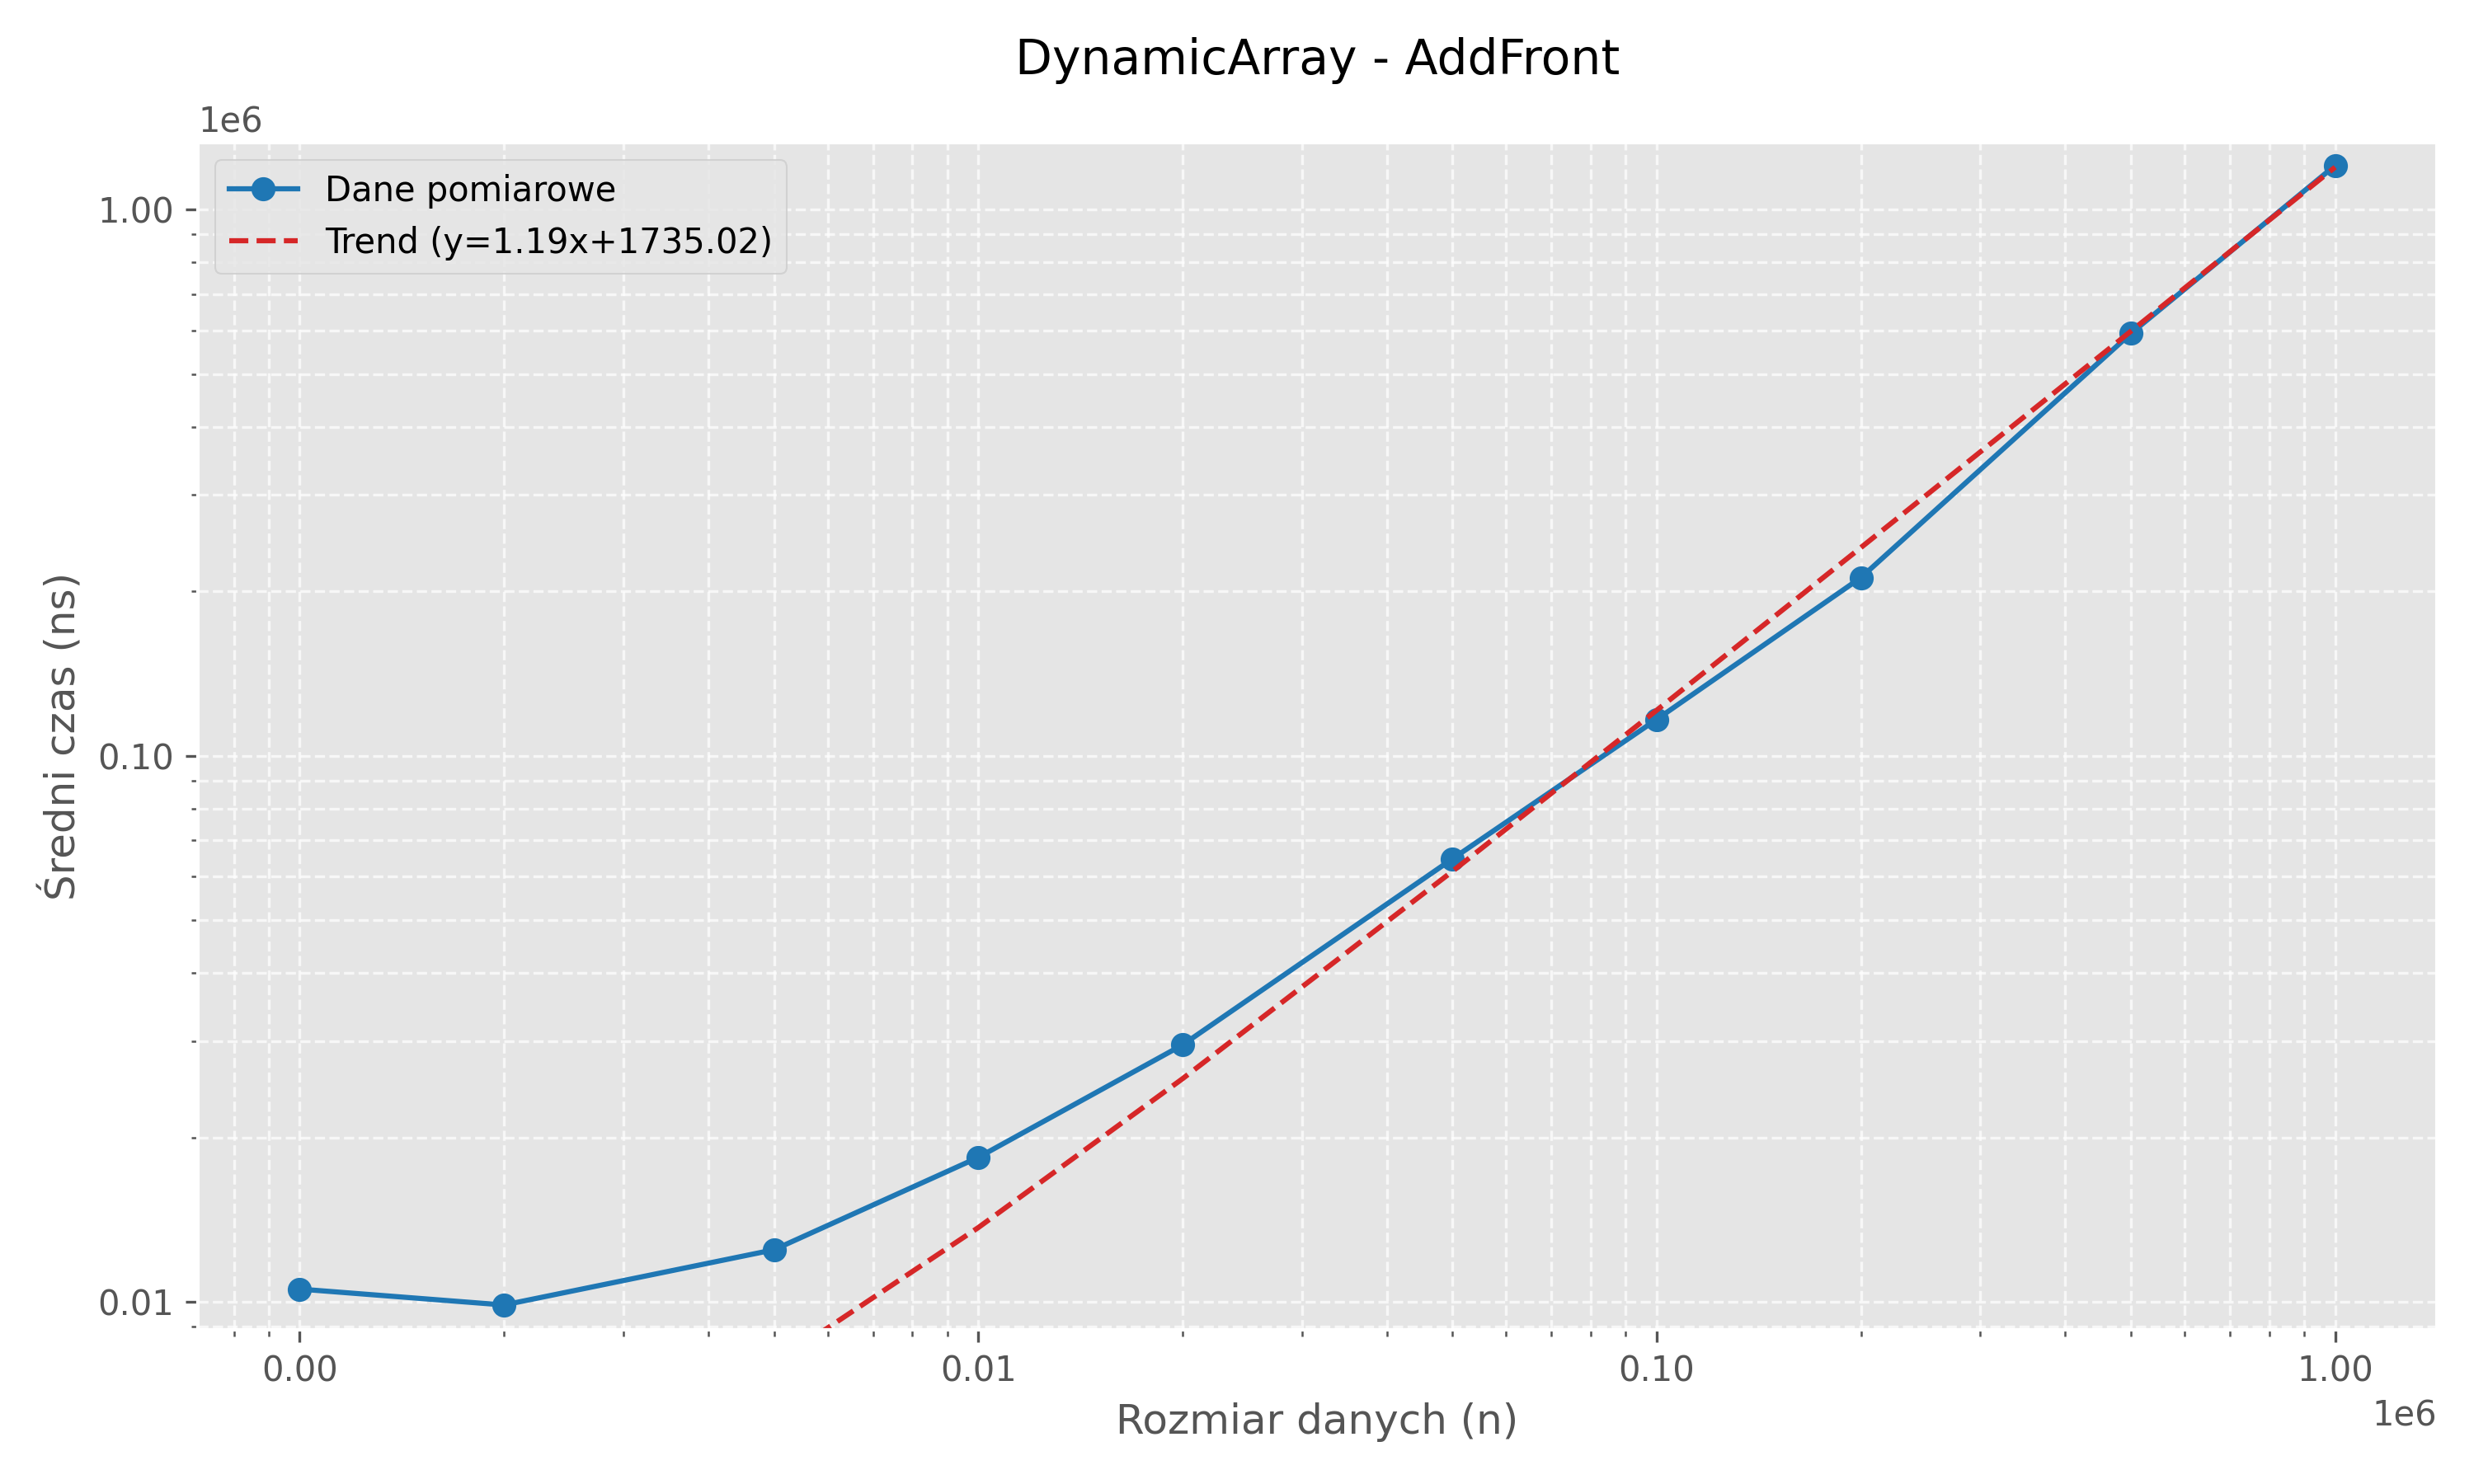 DynamicArray - AddFront
1e6
Dane pomiarowe
Trend (y=1.19x+1735.02)
1.00
0.10
0.01
Średni czas (ns)
0.00
0.01
0.10
1.00
Rozmiar danych (n)
1e6